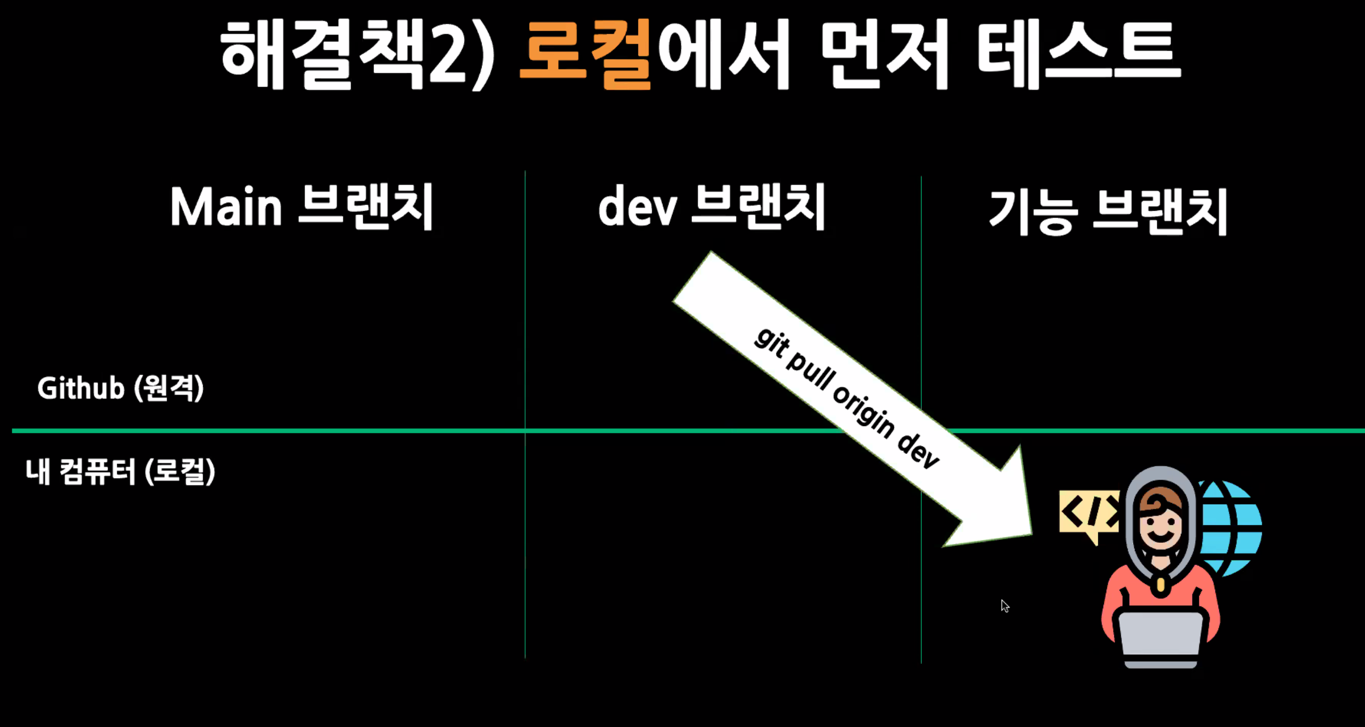 해결책2) 로컬에서 먼저 테스트
Main 브랜치
dev 브랜치
기능 브랜치
git pull origin dev
Github (원격)
내 컴퓨터 (로컬)
</>